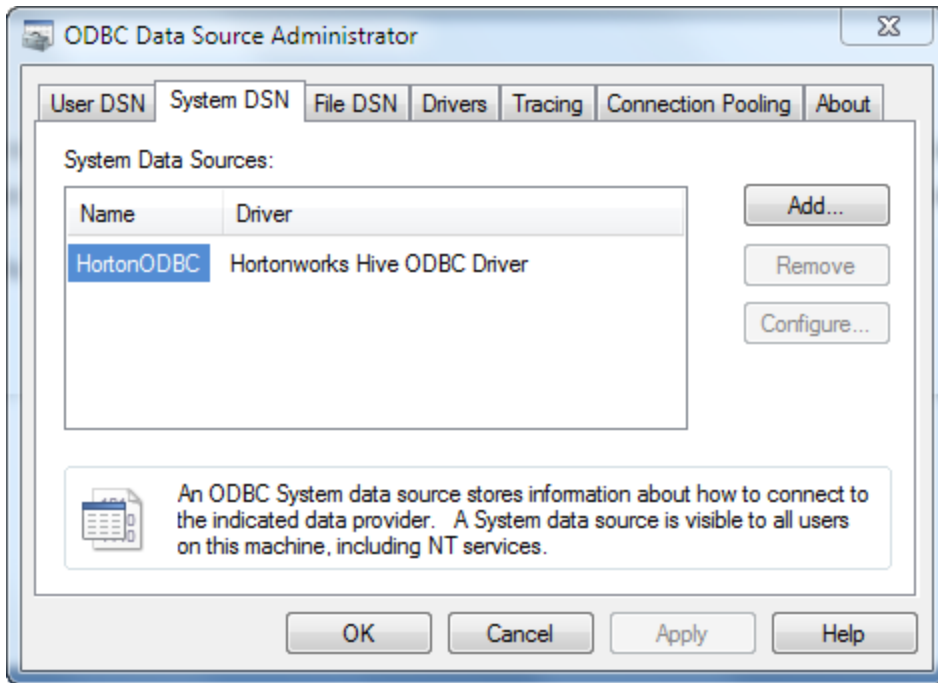 ODBC Data Source Administrator
User DSN System DSN File DSN Drivers Tracing Connection Pooling About
System Data Sources:
Name Driver
HortonODBC Hortonworks Hive ODBC Driver
Add...
Remove
Configure...
An ODBC System data source stores information about how to connect to
the indicated data provider. A System data source is visible to all users
on this machine, including NT services.
OK Cancel Apply Help